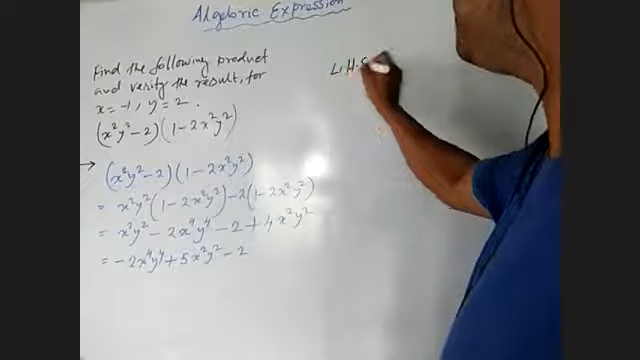 Algebric Expression
Find the following product
and verify the result, for
x = -1, y = 2.
(x²y² - 2)(1 - 2x²y²)
→ (x²y² - 2)(1 - 2x²y²)
= x²y²(1 - 2x²y²) - 2(1 - 2x²y²)
= x²y² - 2x⁴y⁴ - 2 + 4x²y²
= -2x⁴y⁴ + 5x²y² - 2
L.H.S